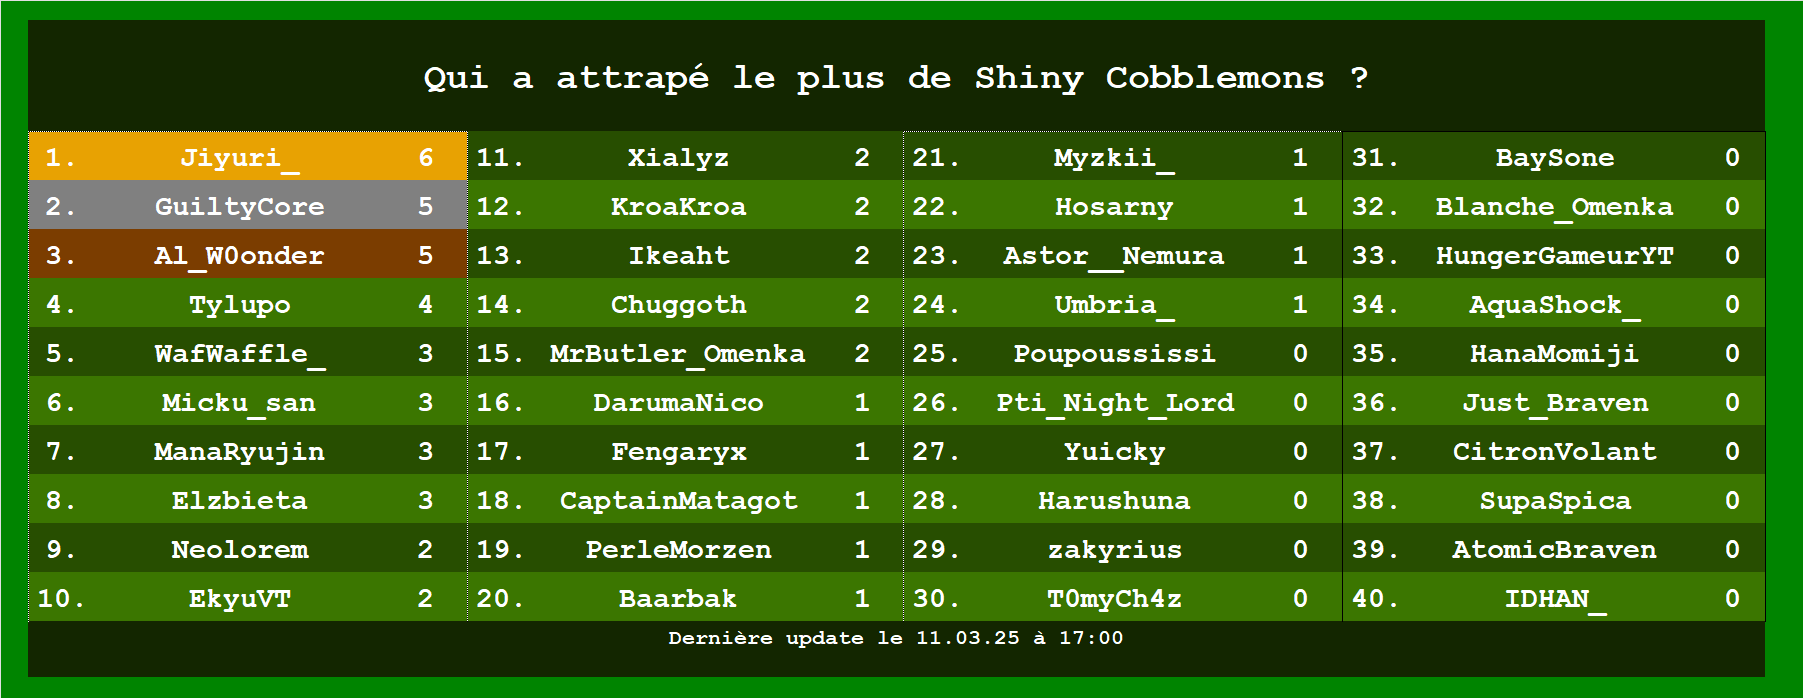 Qui a attrapé le plus de Shiny Cobblemons ?
1. Jiyuri_ 6 11. Xialyz 2 21. Myzkii_ 1 31. BaySone 0
2. GuiltyCore 5 12. KroaKroa 2 22. Hosarny 1 32. Blanche_Omenka 0
3. Al_W0onder 5 13. Ikeaht 2 23. Astor__Nemura 1 33. HungerGameurYT 0
4. Tylupo 4 14. Chuggoth 2 24. Umbria_ 1 34. AquaShock_ 0
5. WafWaffle_ 3 15. MrButler_Omenka 2 25. Poupoussissi 0 35. HanaMomiji 0
6. Micku_san 3 16. DarumaNico 1 26. Pti_Night_Lord 0 36. Just_Braven 0
7. ManaRyujin 3 17. Fengaryx 1 27. Yuicky 0 37. CitronVolant 0
8. Elzbieta 3 18. CaptainMatagot 1 28. Harushuna 0 38. SupaSpica 0
9. Neolorem 2 19. PerleMorzen 1 29. zakyrius 0 39. AtomicBraven 0
10. EkyuVT 2 20. Baarbak 1 30. T0myCh4z 0 40. IDHAN_ 0
Dernière update le 11.03.25 à 17:00